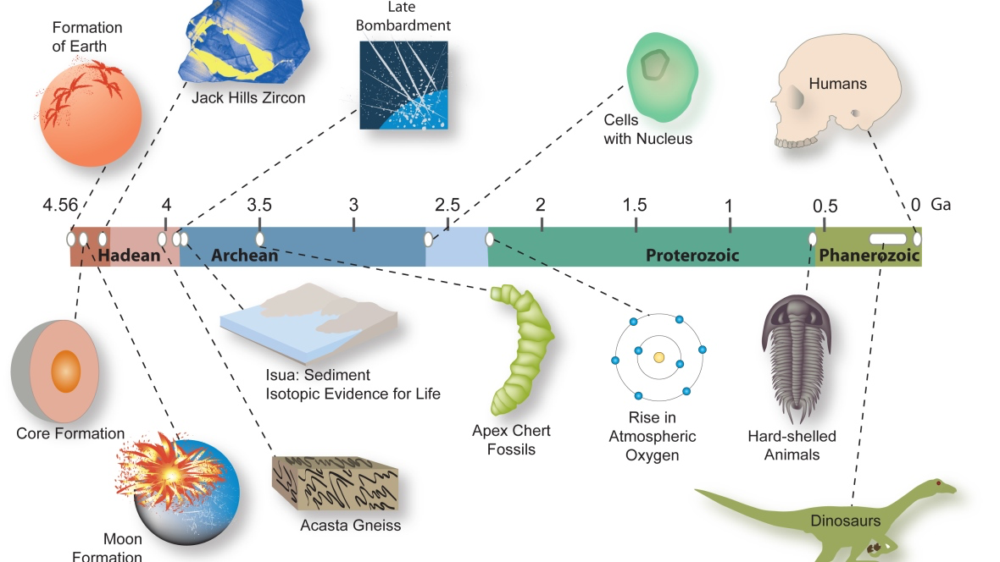 Late
Bombardment
Formation
of Earth
Jack Hills Zircon
Humans
Cells
with Nucleus
4.56
4
3.5
3
2.5
2
1.5
1
0.5
0
Ga
Hadean
Archean
Proterozoic
Phanerozoic
Isua: Sediment
Isotopic Evidence for Life
Core Formation
Apex Chert
Fossils
Rise in
Atmospheric
Oxygen
Hard-shelled
Animals
Acasta Gneiss
Dinosaurs
Moon
Formation